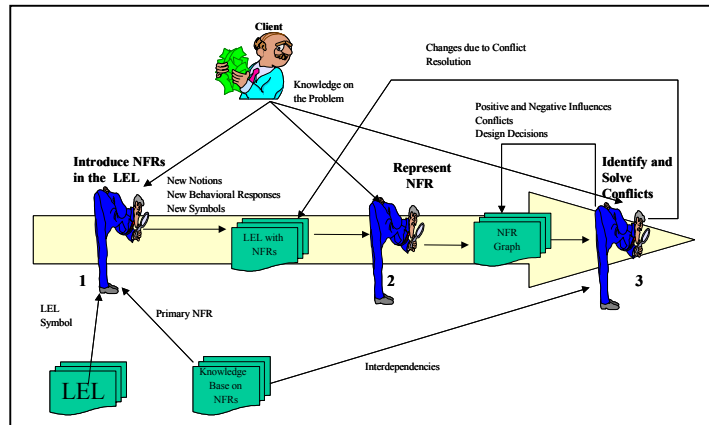 Client
Changes due to Conflict
Resolution
Knowledge on
the Problem
Positive and Negative Influences
Conflicts
Design Decisions
Introduce NFRs
in the LEL
Represent
NFR
Identify and
Solve
Conflicts
New Notions
New Behavioral Responses
New Symbols
LEL with
NFRs
NFR
Graph
1
2
3
LEL
Symbol
Primary NFR
Interdependencies
LEL
Knowledge
Base on
NFRs